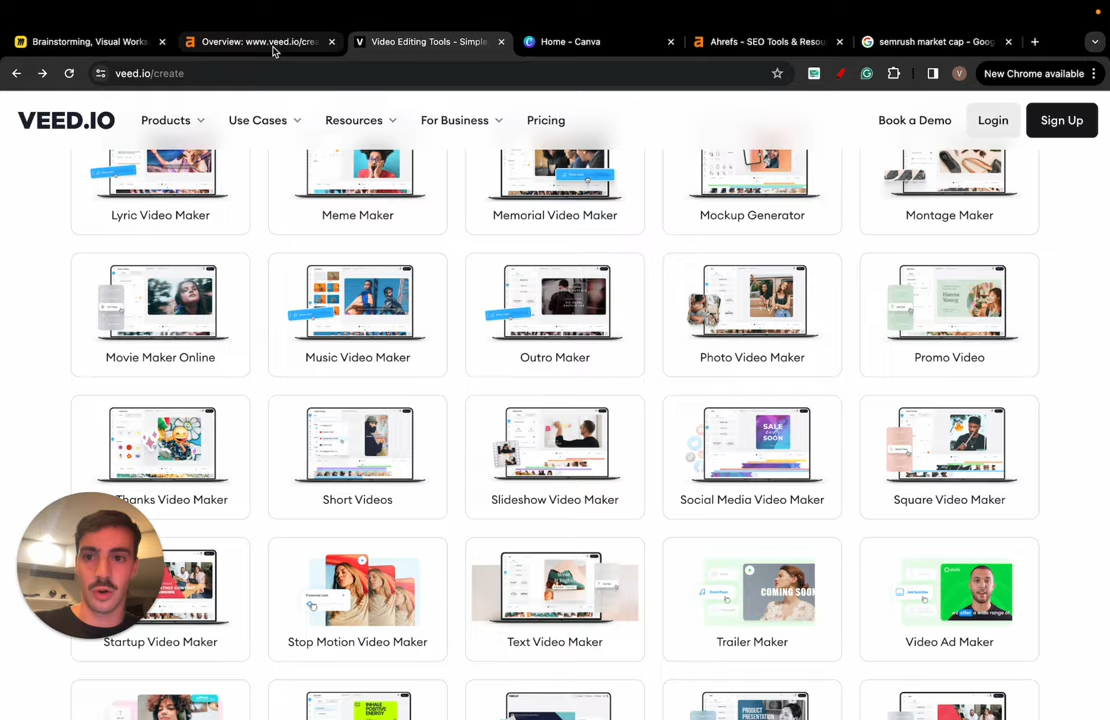 Brainstorming, Visual Works
Overview: www.veed.io/crea
Video Editing Tools - Simple
Home - Canva
Ahrefs - SEO Tools & Resou
semrush market cap - Goog
veed.io/create
New Chrome available
VEED.IO
Products
Use Cases
Resources
For Business
Pricing
Book a Demo
Login
Sign Up
Lyric Video Maker
Meme Maker
Memorial Video Maker
Mockup Generator
Montage Maker
Movie Maker Online
Music Video Maker
Outro Maker
Photo Video Maker
Promo Video
Thanks Video Maker
Short Videos
Slideshow Video Maker
Social Media Video Maker
Square Video Maker
Startup Video Maker
Stop Motion Video Maker
Text Video Maker
Trailer Maker
Video Ad Maker
SALE
SOON
COMING SOON